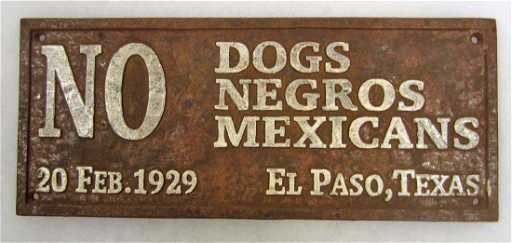 NO DOGS
NEGROS
MEXICANS
20 FEB.1929 EL PASO, TEXAS